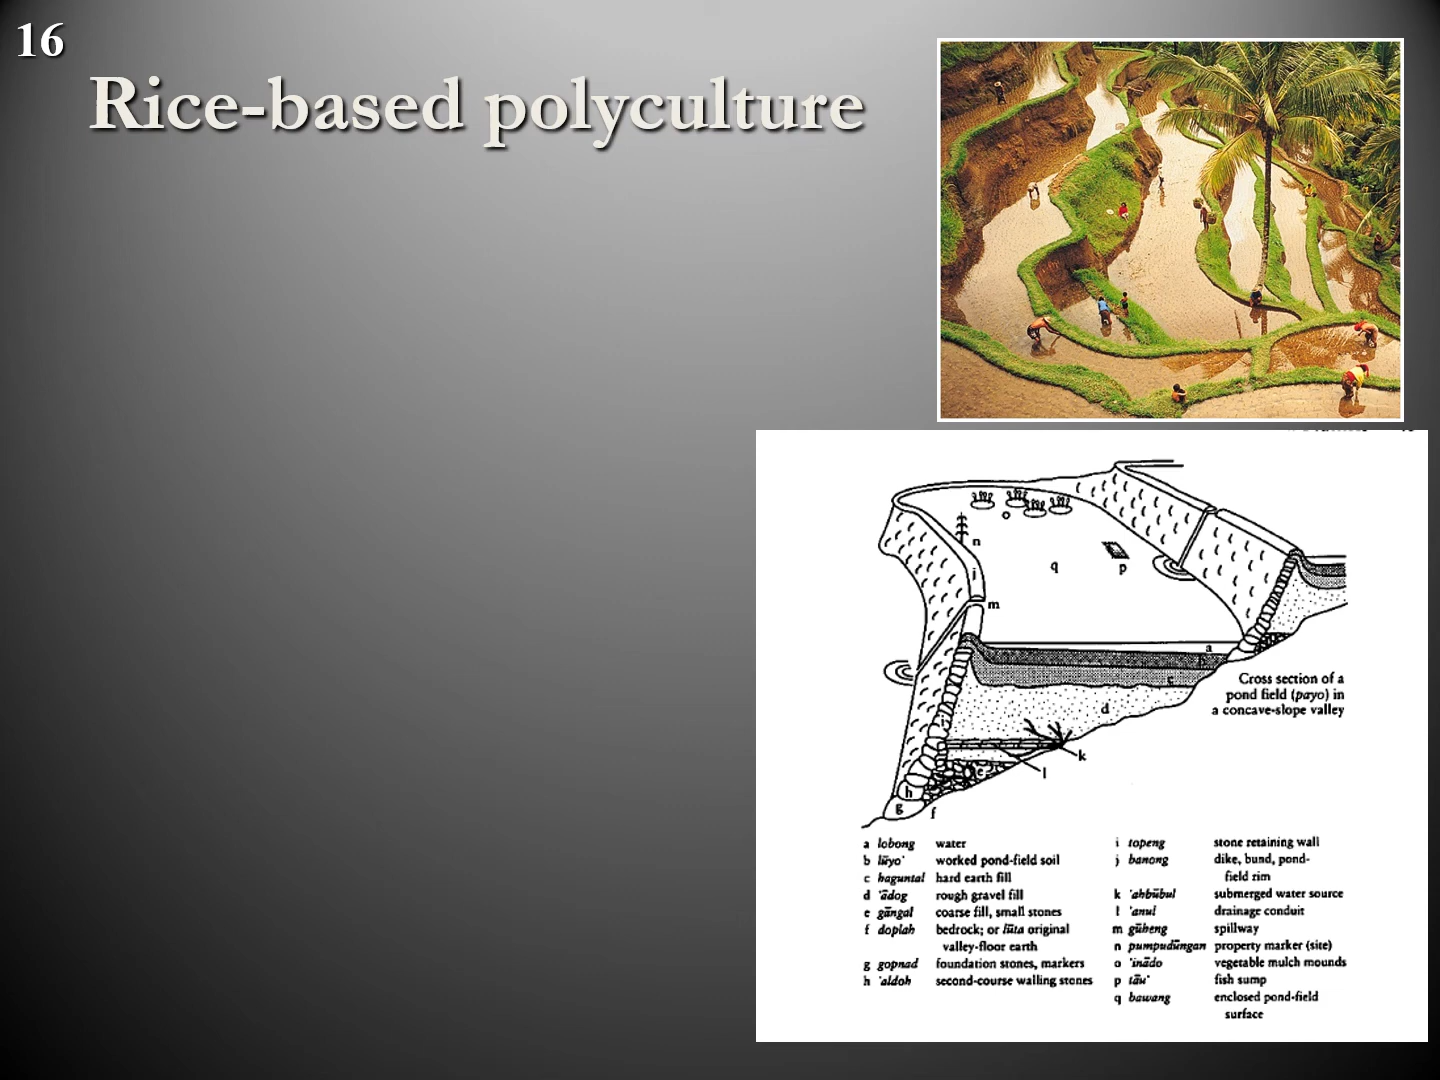 16
Rice-based polyculture
o
n
q
p
j
m
a
b
c
Cross section of a
pond field (payo) in
a concave-slope valley
d
i
k
l
e
h
g
f
a lobong water
b lūyo' worked pond-field soil
c haguntal hard earth fill
d 'ādog rough gravel fill
e gāngal coarse fill, small stones
f doplah bedrock; or lūta original
valley-floor earth
g gopnad foundation stones, markers
h 'aldoh second-course walling stones
i topeng stone retaining wall
j banong dike, bund, pond-
field rim
k 'ahbūbul submerged water source
l 'anul drainage conduit
m gūheng spillway
n pumpudūngan property marker (site)
o 'inādo vegetable mulch mounds
p tāu' fish sump
q bawang enclosed pond-field
surface